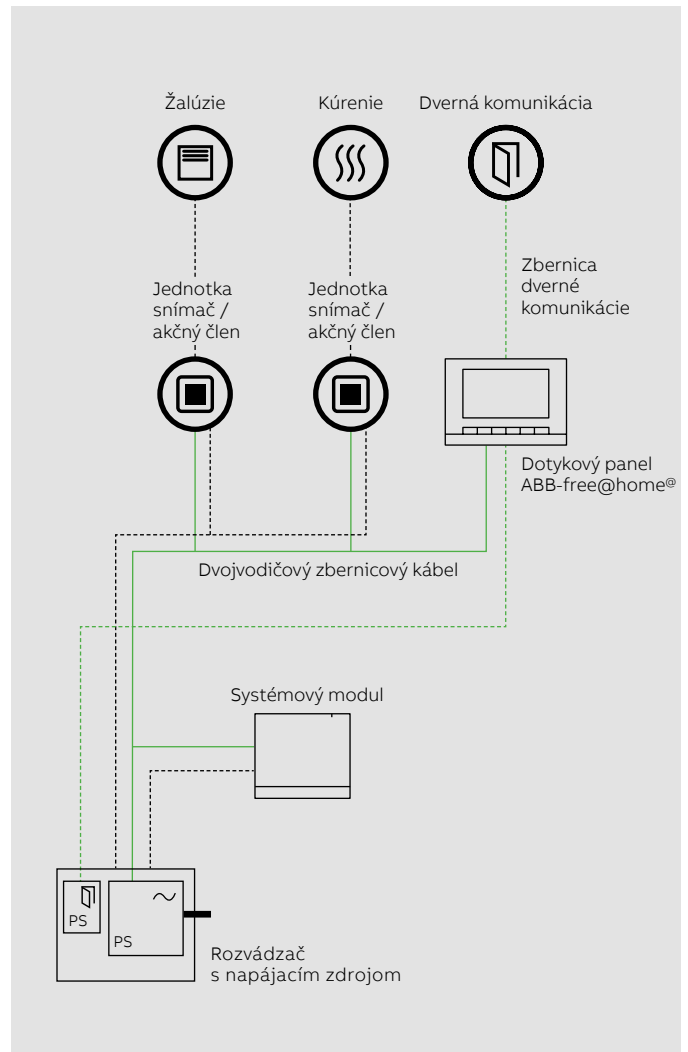 Žalúzie
Kúrenie
Dverná komunikácia
Zbernica
dverné
komunikácie
Jednotka
snímač /
akčný člen
Jednotka
snímač /
akčný člen
Dotykový panel
ABB-free@home®
Dvojvodičový zbernicový kábel
Systémový modul
PS
PS
Rozvádzač
s napájacím zdrojom